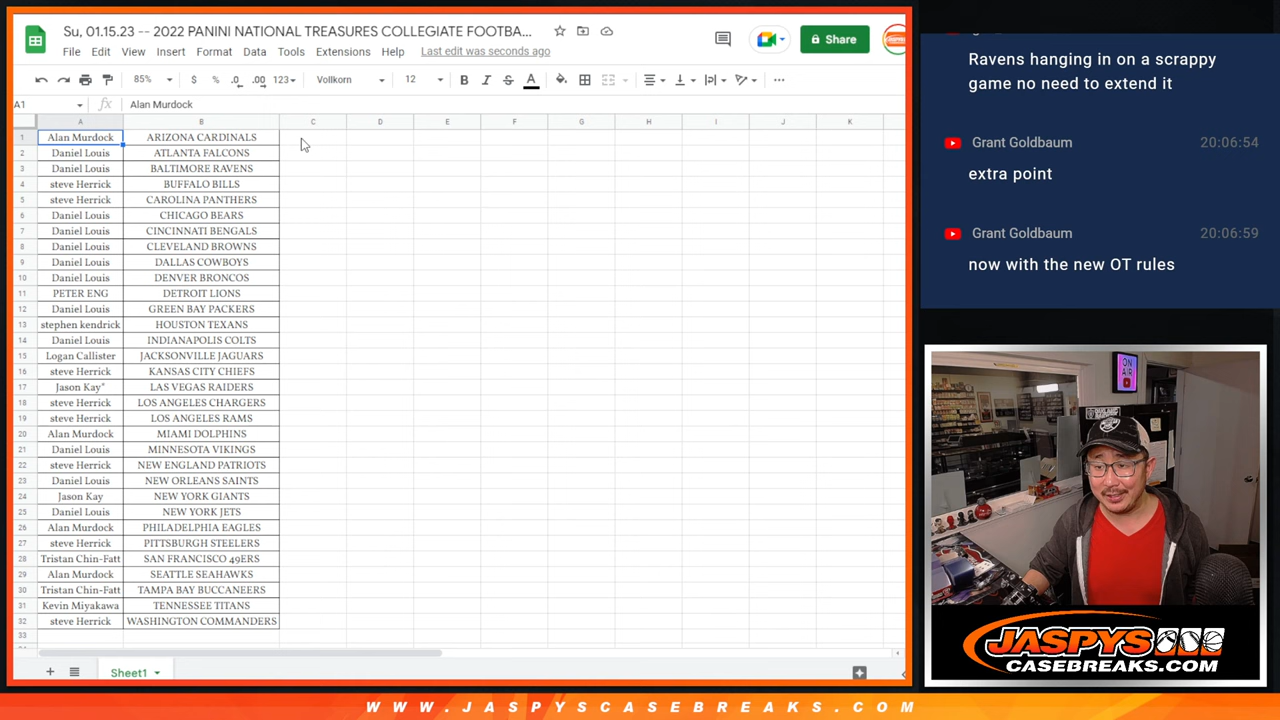 Su, 01.15.23 -- 2022 PANINI NATIONAL TREASURES COLLEGIATE FOOTBA...
File Edit View Insert Format Data Tools Extensions Help Last edit was seconds ago
Share
85% $ % .0 .00 123 Vollkorn 12 B I S A
A1 fx Alan Murdock
A B C D E F G H I J K
1 Alan Murdock ARIZONA CARDINALS
2 Daniel Louis ATLANTA FALCONS
3 Daniel Louis BALTIMORE RAVENS
4 steve Herrick BUFFALO BILLS
5 steve Herrick CAROLINA PANTHERS
6 Daniel Louis CHICAGO BEARS
7 Daniel Louis CINCINNATI BENGALS
8 Daniel Louis CLEVELAND BROWNS
9 Daniel Louis DALLAS COWBOYS
10 Daniel Louis DENVER BRONCOS
11 PETER ENG DETROIT LIONS
12 Daniel Louis GREEN BAY PACKERS
13 stephen kendrick HOUSTON TEXANS
14 Daniel Louis INDIANAPOLIS COLTS
15 Logan Callister JACKSONVILLE JAGUARS
16 steve Herrick KANSAS CITY CHIEFS
17 Jason Kay* LAS VEGAS RAIDERS
18 steve Herrick LOS ANGELES CHARGERS
19 steve Herrick LOS ANGELES RAMS
20 Alan Murdock MIAMI DOLPHINS
21 Daniel Louis MINNESOTA VIKINGS
22 steve Herrick NEW ENGLAND PATRIOTS
23 Daniel Louis NEW ORLEANS SAINTS
24 Jason Kay NEW YORK GIANTS
25 Daniel Louis NEW YORK JETS
26 Alan Murdock PHILADELPHIA EAGLES
27 steve Herrick PITTSBURGH STEELERS
28 Tristan Chin-Fatt SAN FRANCISCO 49ERS
29 Alan Murdock SEATTLE SEAHAWKS
30 Tristan Chin-Fatt TAMPA BAY BUCCANEERS
31 Kevin Miyakawa TENNESSEE TITANS
32 steve Herrick WASHINGTON COMMANDERS
33
Sheet1
Ravens hanging in on a scrappy
game no need to extend it
Grant Goldbaum 20:06:54
extra point
Grant Goldbaum 20:06:59
now with the new OT rules
ON
AIR
JASPYS
CASEBREAKS.COM
WWW.JASPYSCASEBREAKS.COM